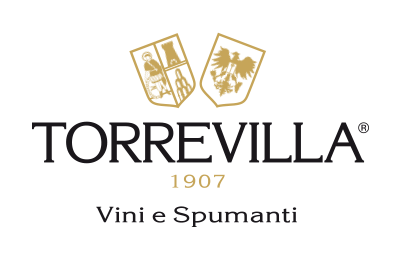 TORREVILLA®
1907
Vini e Spumanti